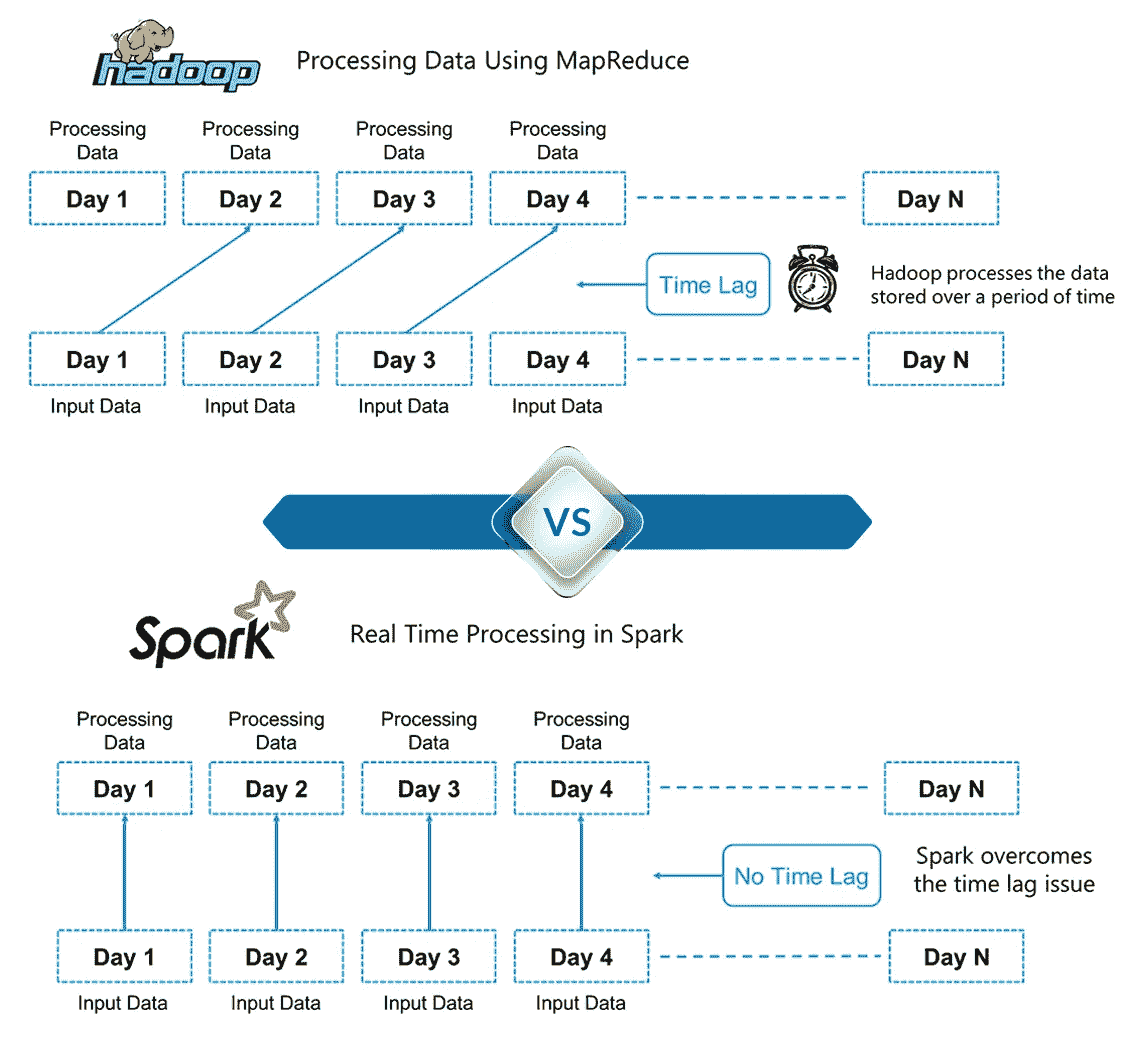 hadoop
Processing Data Using MapReduce
Processing
Data
Processing
Data
Processing
Data
Processing
Data
Day 1
Day 2
Day 3
Day 4
Day N
Time Lag
Hadoop processes the data
stored over a period of time
Day 1
Day 2
Day 3
Day 4
Day N
Input Data
Input Data
Input Data
Input Data
VS
Spark
Real Time Processing in Spark
Processing
Data
Processing
Data
Processing
Data
Processing
Data
Day 1
Day 2
Day 3
Day 4
Day N
No Time Lag
Spark overcomes
the time lag issue
Day 1
Day 2
Day 3
Day 4
Day N
Input Data
Input Data
Input Data
Input Data